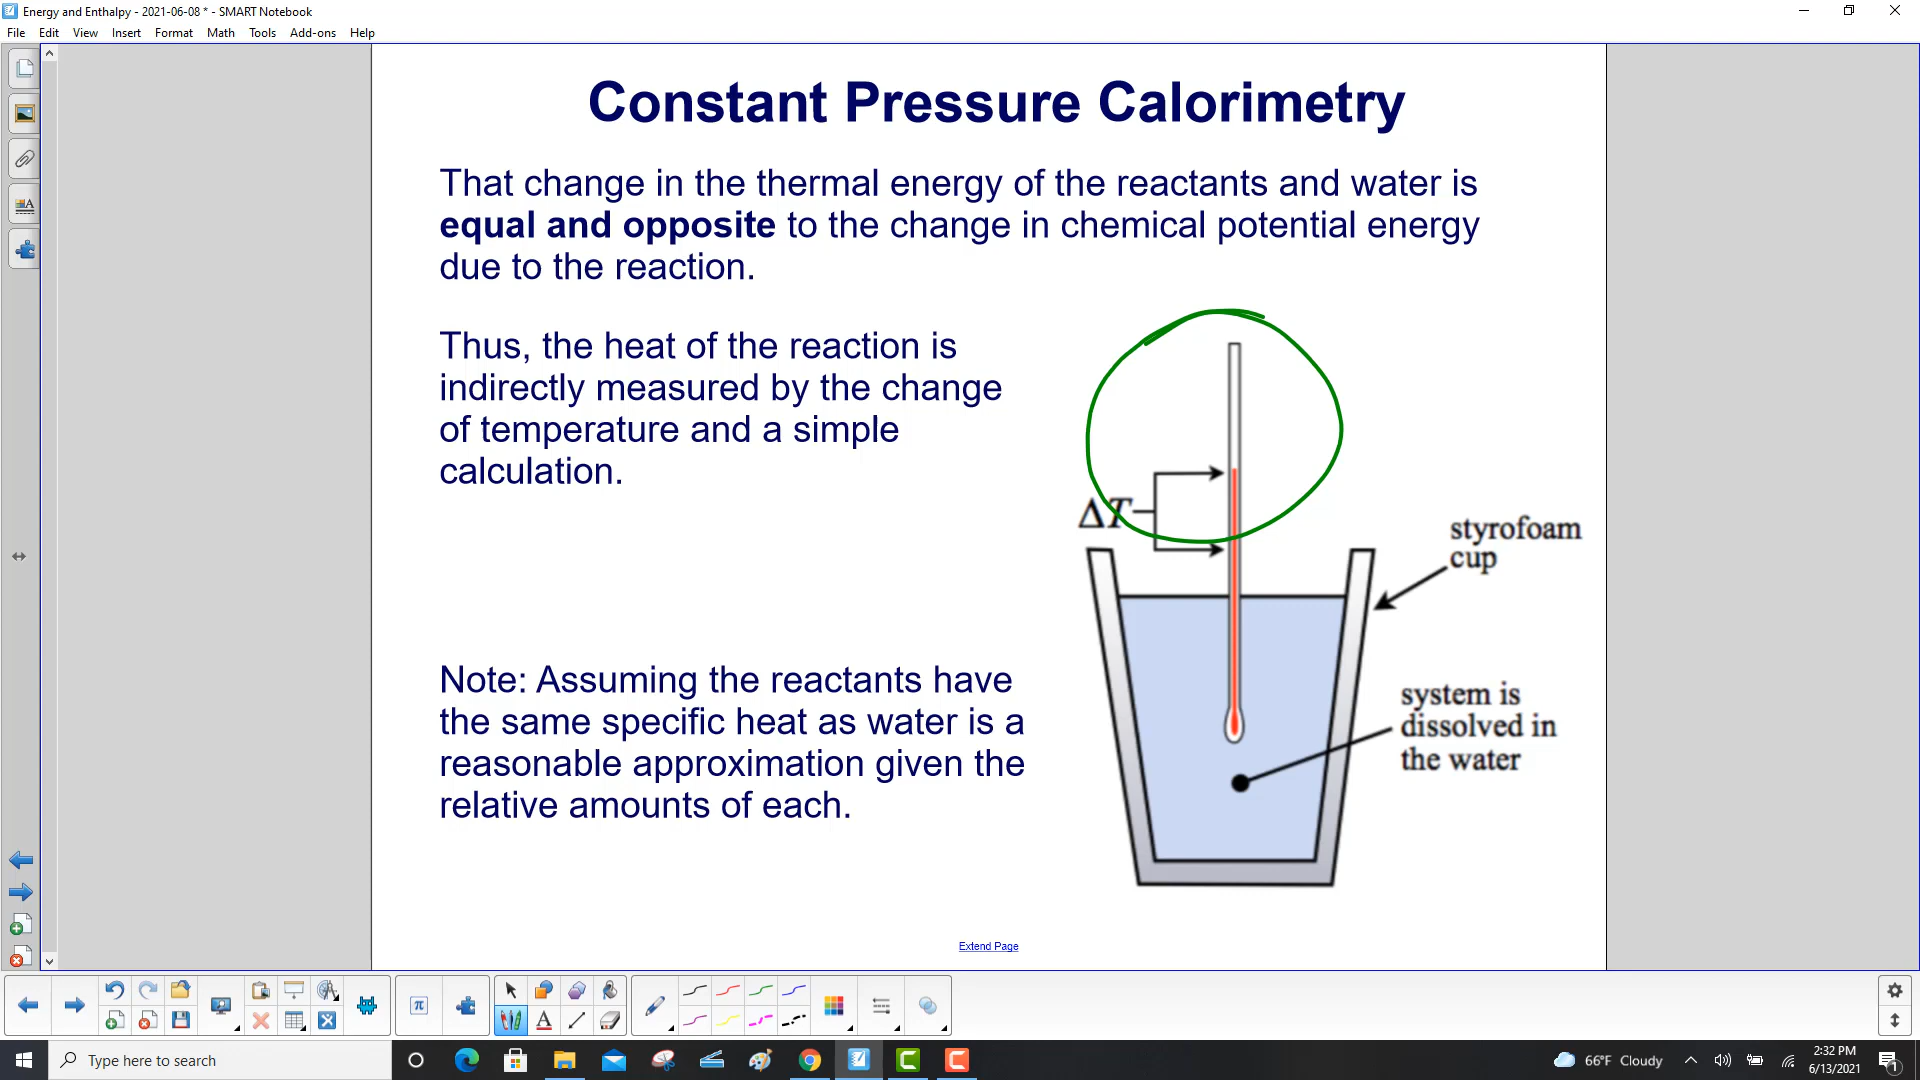 Energy and Enthalpy - 2021-06-08 * - SMART Notebook
File Edit View Insert Format Math Tools Add-ons Help
Constant Pressure Calorimetry
That change in the thermal energy of the reactants and water is
equal and opposite to the change in chemical potential energy
due to the reaction.
Thus, the heat of the reaction is
indirectly measured by the change
of temperature and a simple
calculation.
ΔT
styrofoam
cup
system is
dissolved in
the water
Note: Assuming the reactants have
the same specific heat as water is a
reasonable approximation given the
relative amounts of each.
Extend Page
Type here to search
66°F Cloudy
2:32 PM
6/13/2021
1